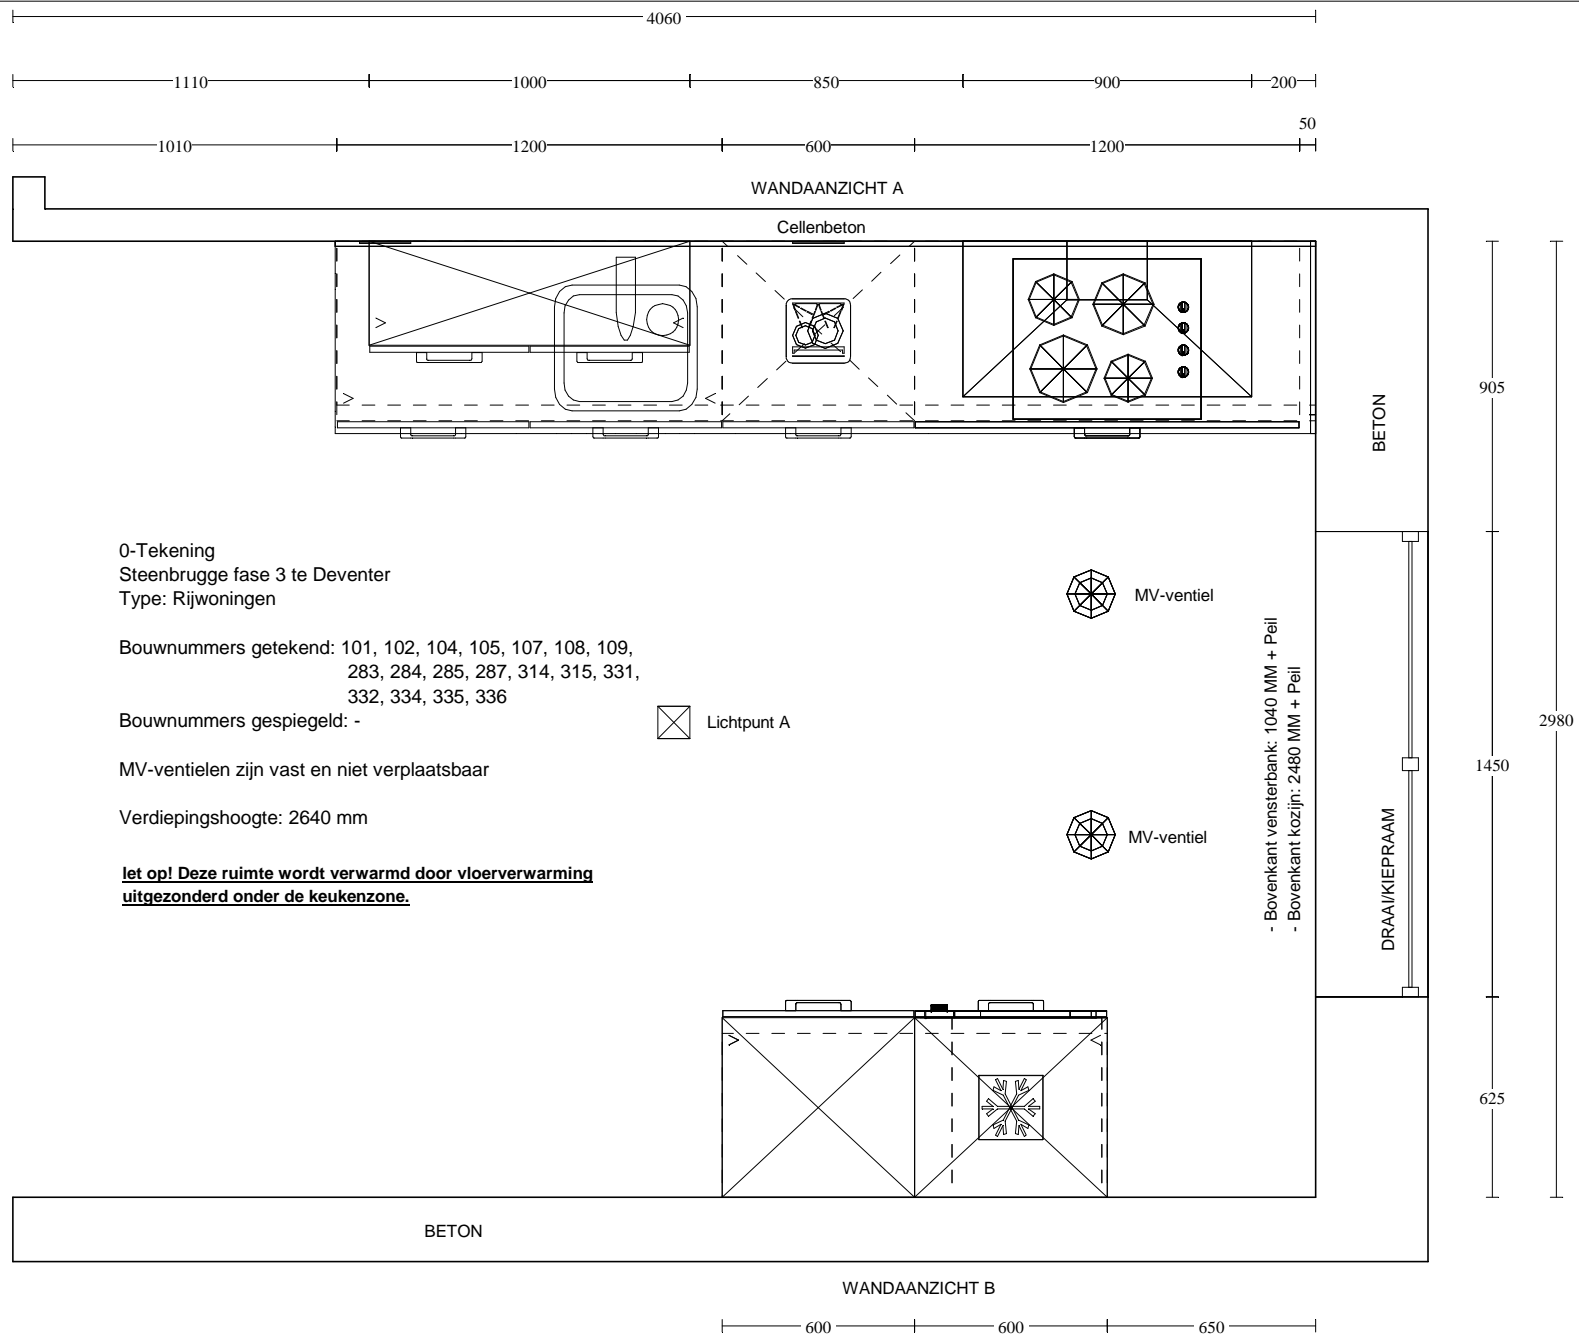 4060
1110 1000 850 900 200
50
1010 1200 600 1200
WANDAANZICHT A
Cellenbeton
905
BETON
0-Tekening
Steenbrugge fase 3 te Deventer
Type: Rijwoningen
MV-ventiel
Bouwnummers getekend: 101, 102, 104, 105, 107, 108, 109,
283, 284, 285, 287, 314, 315, 331,
332, 334, 335, 336
Bouwnummers gespiegeld: -
Lichtpunt A
2980
MV-ventielen zijn vast en niet verplaatsbaar
1450
- Bovenkant vensterbank: 1040 MM + Peil
- Bovenkant kozijn: 2480 MM + Peil
Verdiepingshoogte: 2640 mm
MV-ventiel
DRAAI/KIEPRAAM
let op! Deze ruimte wordt verwarmd door vloerverwarming
uitgezonderd onder de keukenzone.
625
BETON
WANDAANZICHT B
600 600 650